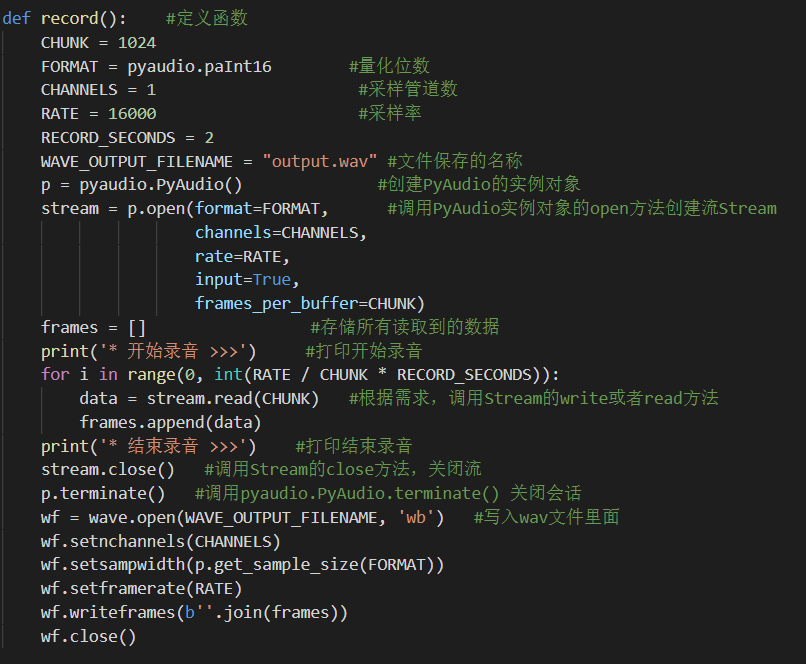 def record():    #定义函数
    CHUNK = 1024
    FORMAT = pyaudio.paInt16        #量化位数
    CHANNELS = 1                     #采样管道数
    RATE = 16000                     #采样率
    RECORD_SECONDS = 2
    WAVE_OUTPUT_FILENAME = "output.wav" #文件保存的名称
    p = pyaudio.PyAudio()              #创建PyAudio的实例对象
    stream = p.open(format=FORMAT,      #调用PyAudio实例对象的open方法创建流Stream
                    channels=CHANNELS,
                    rate=RATE,
                    input=True,
                    frames_per_buffer=CHUNK)
    frames = []                 #存储所有读取到的数据
    print('* 开始录音 >>>')     #打印开始录音
    for i in range(0, int(RATE / CHUNK * RECORD_SECONDS)):
        data = stream.read(CHUNK)   #根据需求，调用Stream的write或者read方法
        frames.append(data)
    print('* 结束录音 >>>')    #打印结束录音
    stream.close()   #调用Stream的close方法，关闭流
    p.terminate()   #调用pyaudio.PyAudio.terminate() 关闭会话
    wf = wave.open(WAVE_OUTPUT_FILENAME, 'wb')   #写入wav文件里面
    wf.setnchannels(CHANNELS)
    wf.setsampwidth(p.get_sample_size(FORMAT))
    wf.setframerate(RATE)
    wf.writeframes(b''.join(frames))
    wf.close()